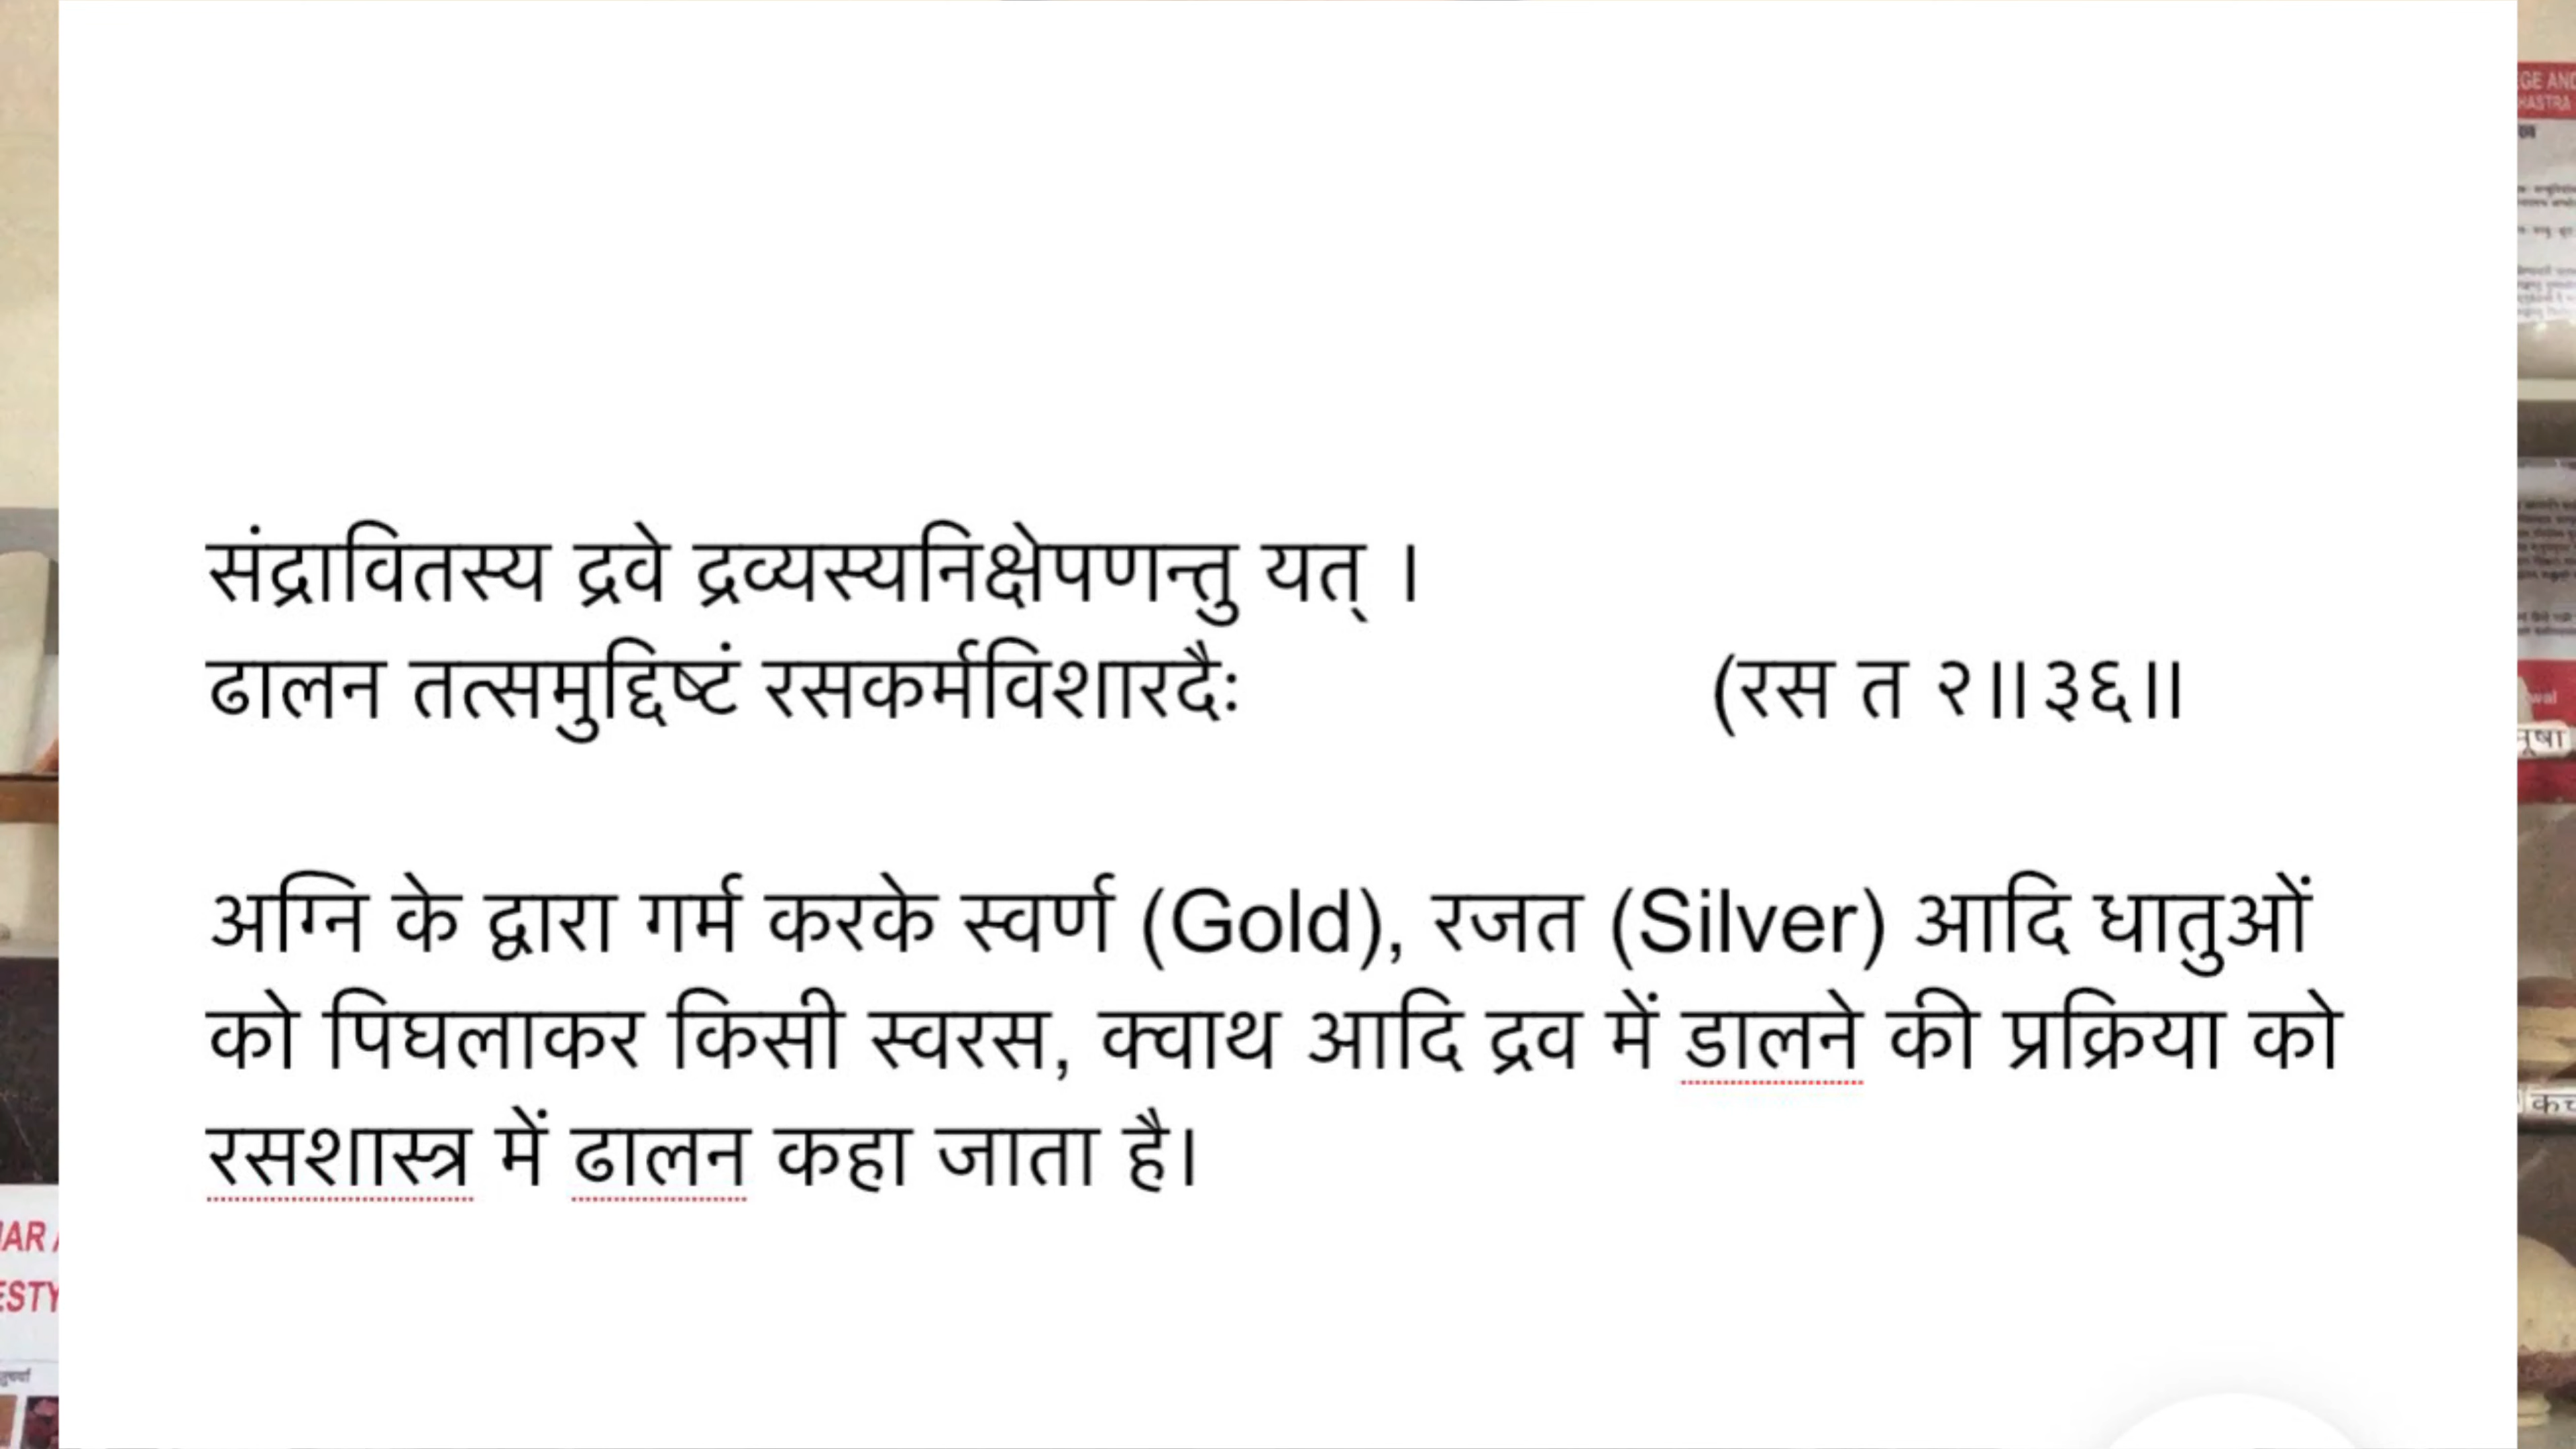 संद्रावितस्य द्रवे द्रव्यस्यनिक्षेपणन्तु यत् ।
ढालन तत्समुद्दिष्टं रसकर्मविशारदैः (रस त २॥३६॥
अग्नि के द्वारा गर्म करके स्वर्ण (Gold), रजत (Silver) आदि धातुओं
को पिघलाकर किसी स्वरस, क्वाथ आदि द्रव में डालने की प्रक्रिया को
रसशास्त्र में ढालन कहा जाता है।